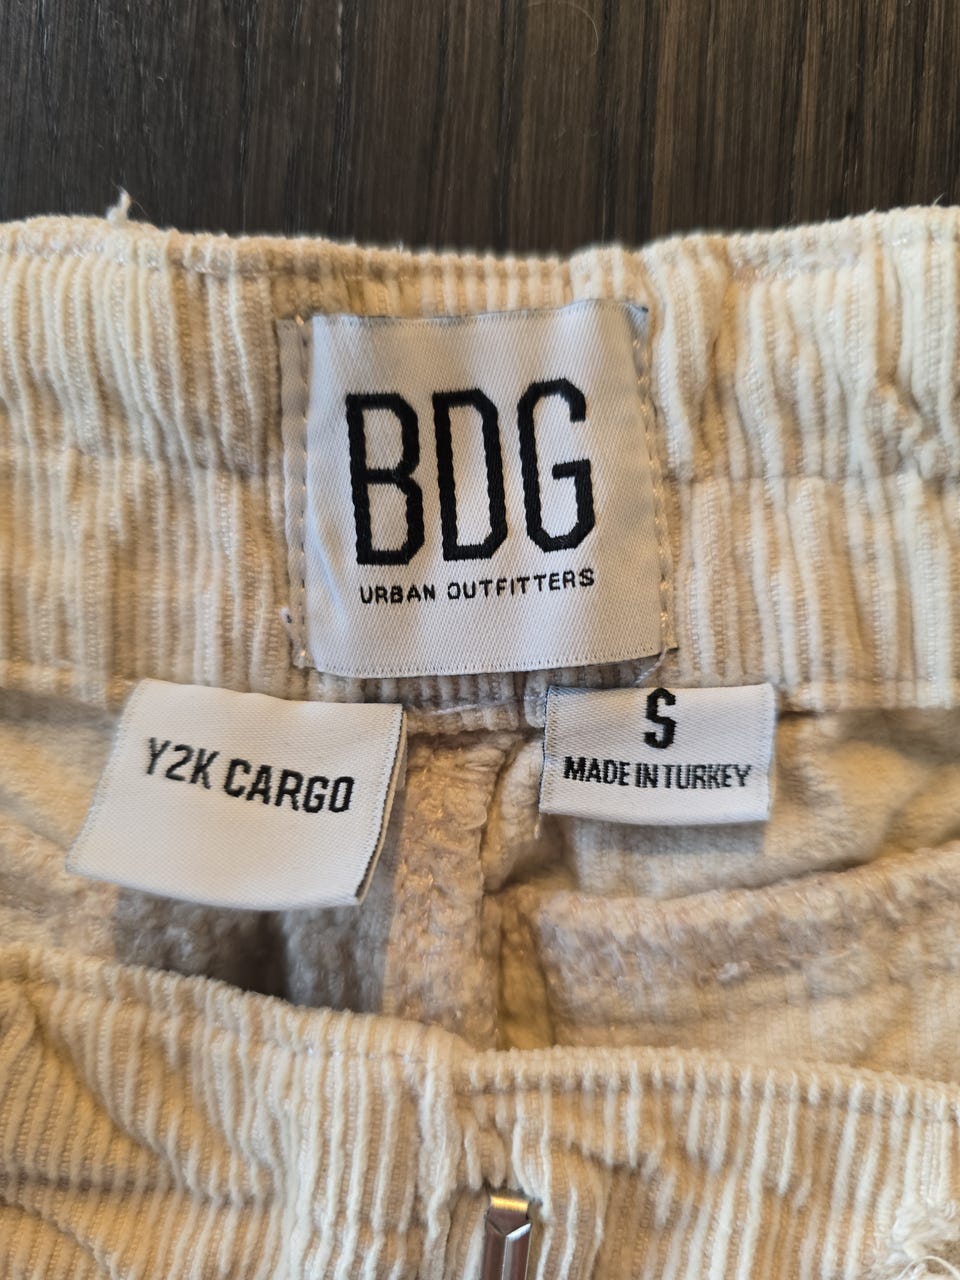 BDG
URBAN OUTFITTERS
Y2K CARGO
S
MADE IN TURKEY